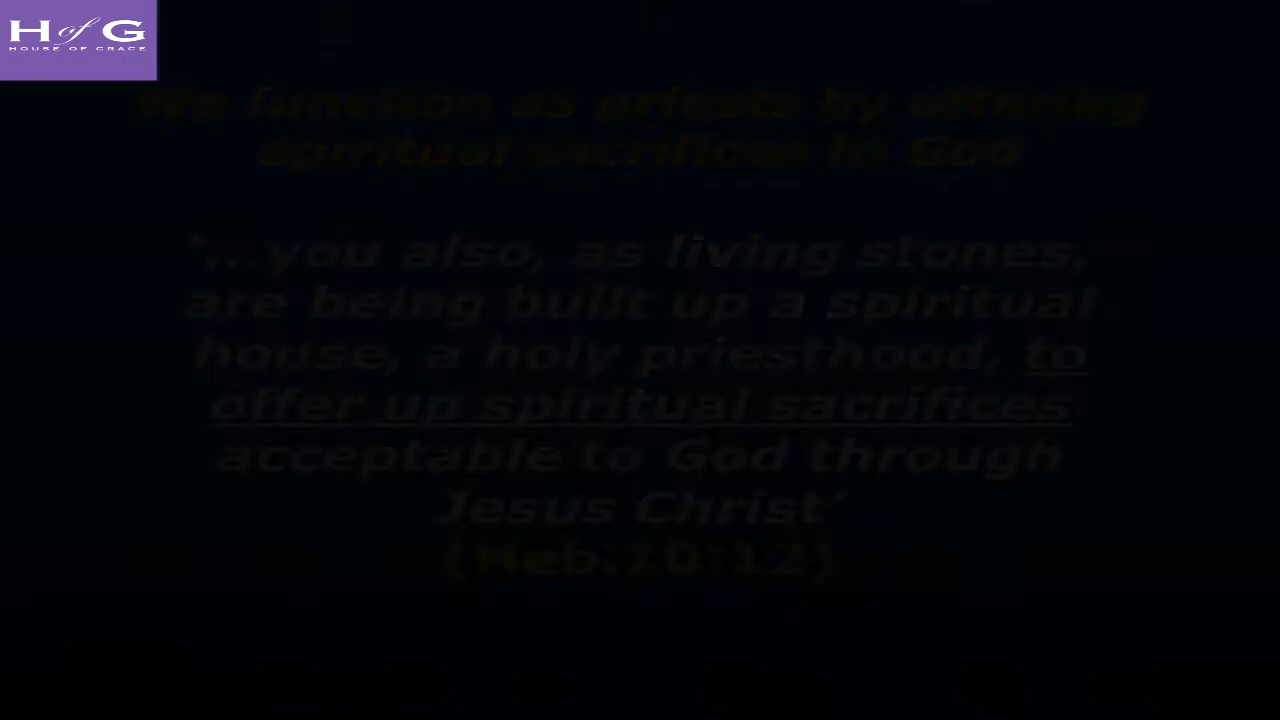 H of G
HOUSE OF GRACE
We function as priests by offering
spiritual sacrifices to God
‘...you also, as living stones,
are being built up a spiritual
house, a holy priesthood, to
offer up spiritual sacrifices
acceptable to God through
Jesus Christ’
(Heb.10:12)